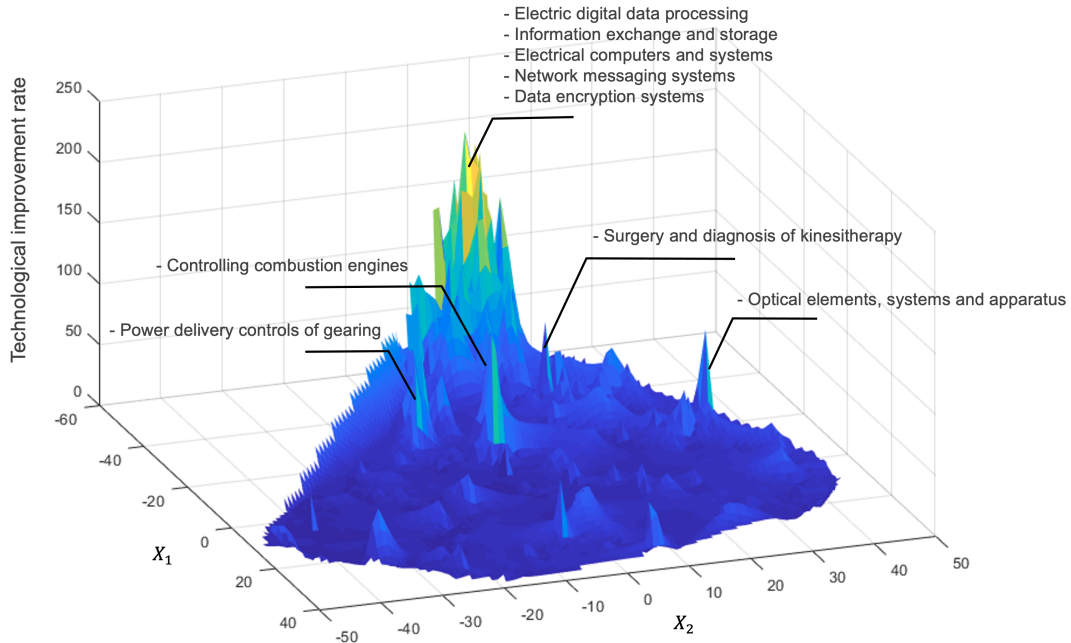 - Electric digital data processing
- Information exchange and storage
- Electrical computers and systems
- Network messaging systems
- Data encryption systems
- Surgery and diagnosis of kinesitherapy
- Controlling combustion engines
- Optical elements, systems and apparatus
- Power delivery controls of gearing
Technological improvement rate
250
200
150
100
50
0
-60
-40
-20
0
20
40
X1
-50
-40
-30
-20
-10
0
10
20
30
40
50
X2